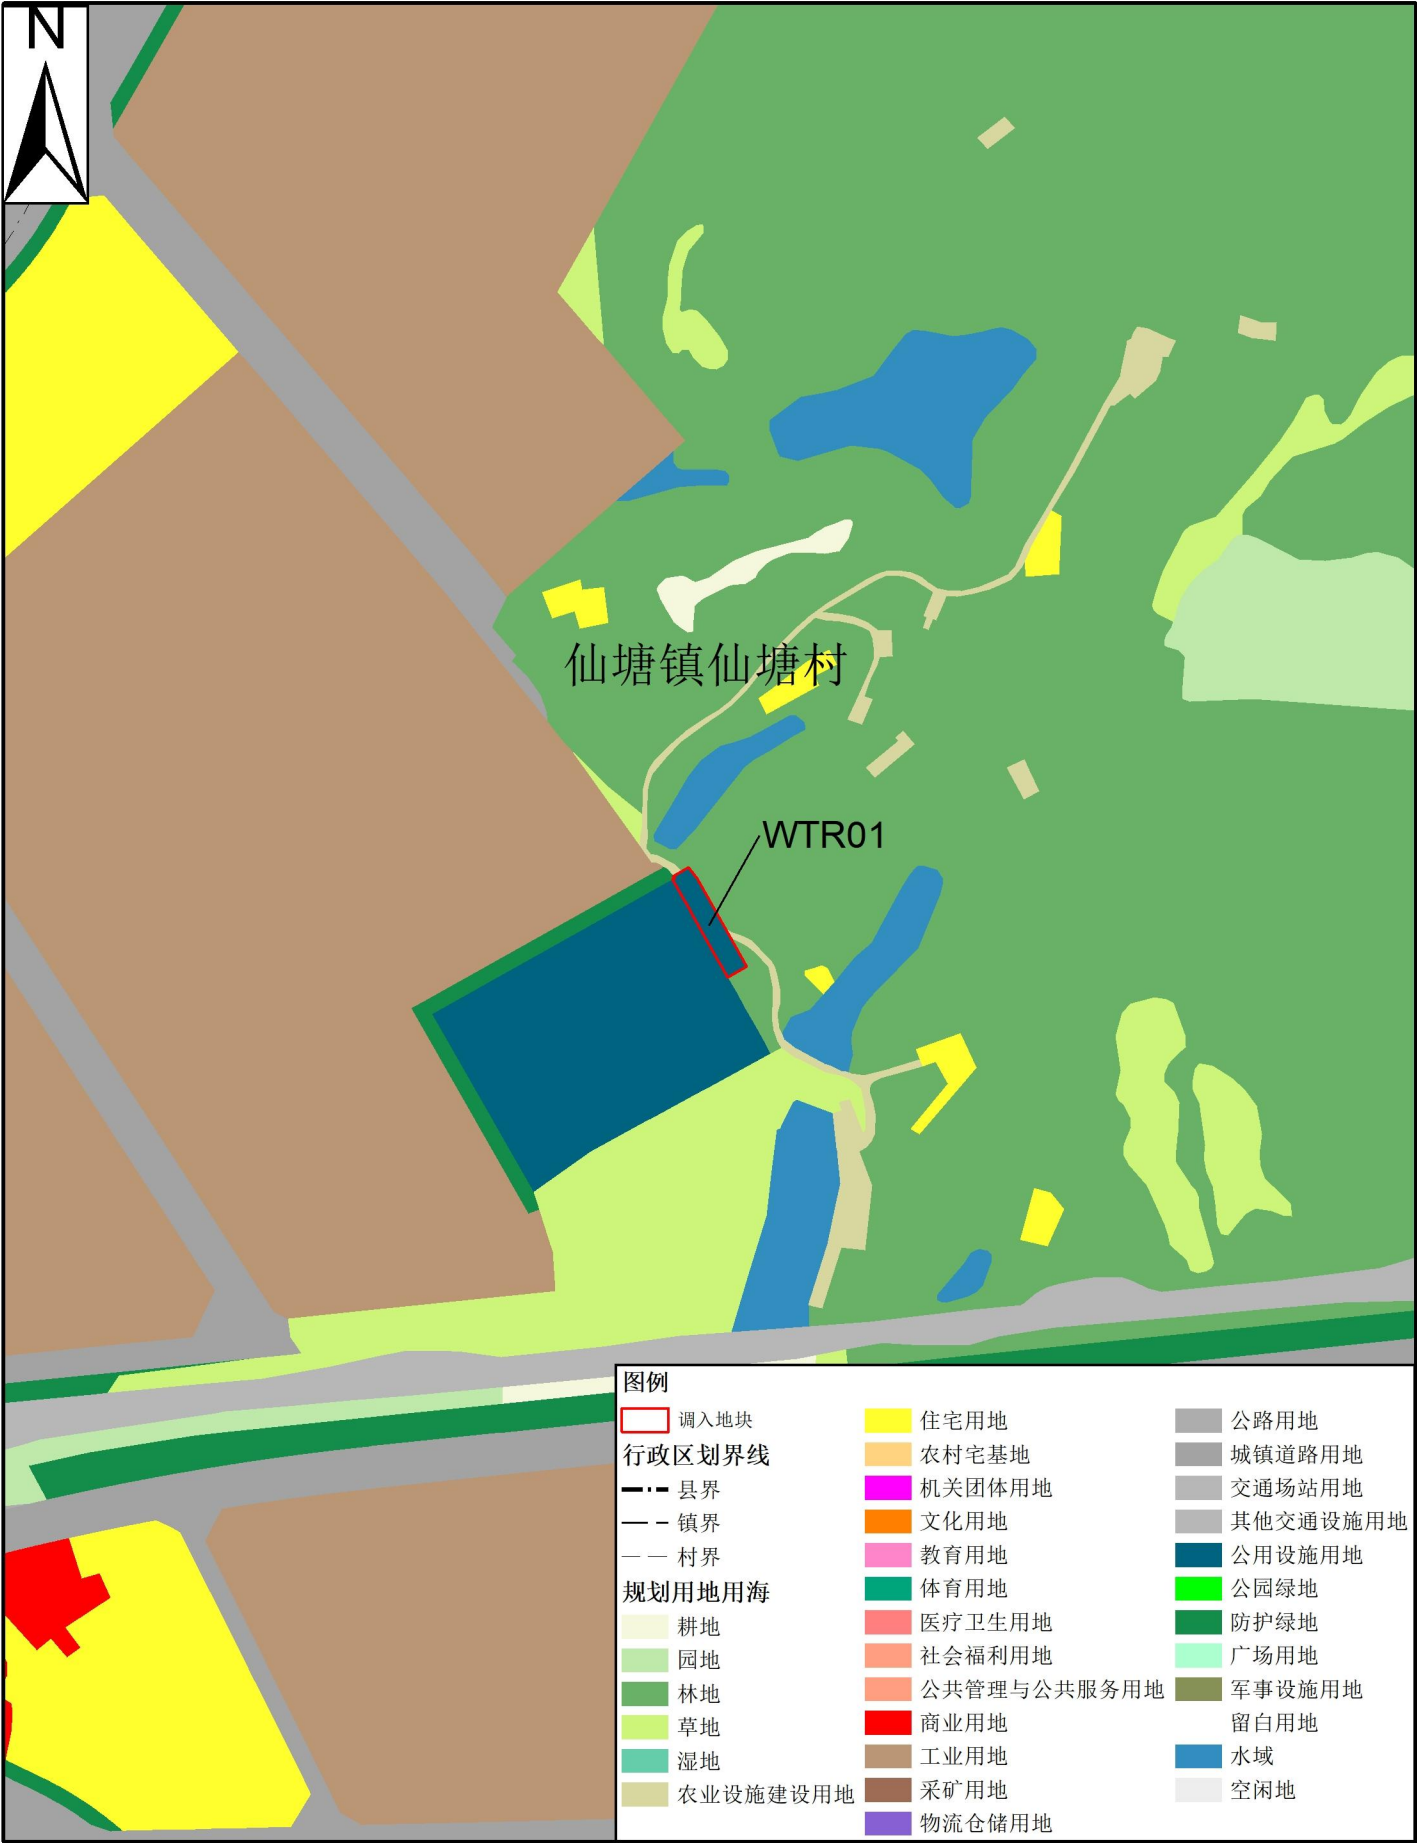 N
仙塘镇仙塘村
WTR01
图例
调入地块
行政区划界线
县界
镇界
村界
规划用地用海
耕地
园地
林地
草地
湿地
农业设施建设用地
住宅用地
农村宅基地
机关团体用地
文化用地
教育用地
体育用地
医疗卫生用地
社会福利用地
公共管理与公共服务用地
商业用地
工业用地
采矿用地
物流仓储用地
公路用地
城镇道路用地
交通场站用地
其他交通设施用地
公用设施用地
公园绿地
防护绿地
广场用地
军事设施用地
留白用地
水域
空闲地